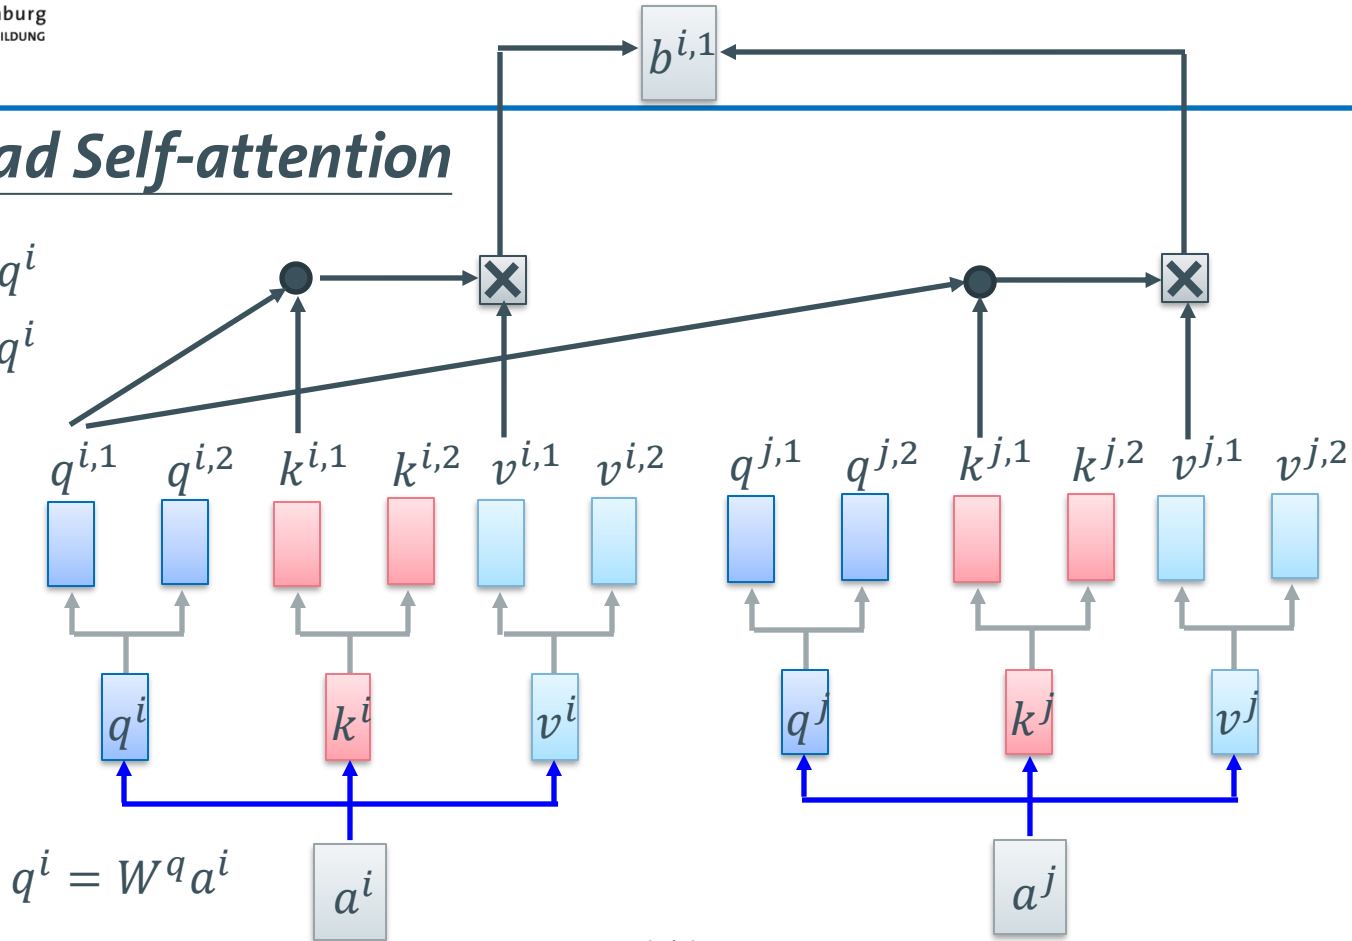 burg
ILDUNG
b^{i,1}
ad Self-attention
q^i
q^i
q^{i,1} q^{i,2} k^{i,1} k^{i,2} v^{i,1} v^{i,2} q^{j,1} q^{j,2} k^{j,1} k^{j,2} v^{j,1} v^{j,2}
q^i k^i v^i q^j k^j v^j
q^i = W^q a^i
a^i a^j